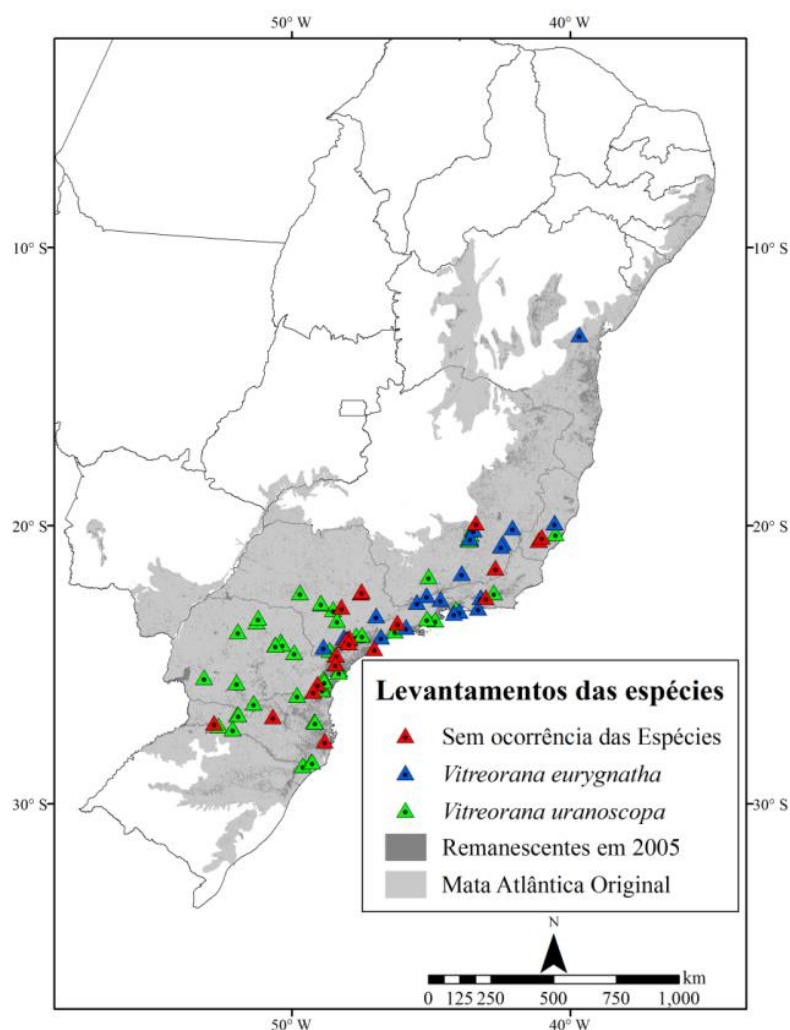 50° W 40° W
10° S 10° S
20° S 20° S
Levantamentos das espécies
Sem ocorrência das Espécies
Vitreorana eurygnatha
Vitreorana uranoscopa
30° S 30° S
Remanescentes em 2005
Mata Atlântica Original
N
km
0 125 250 500 750 1,000
50° W 40° W